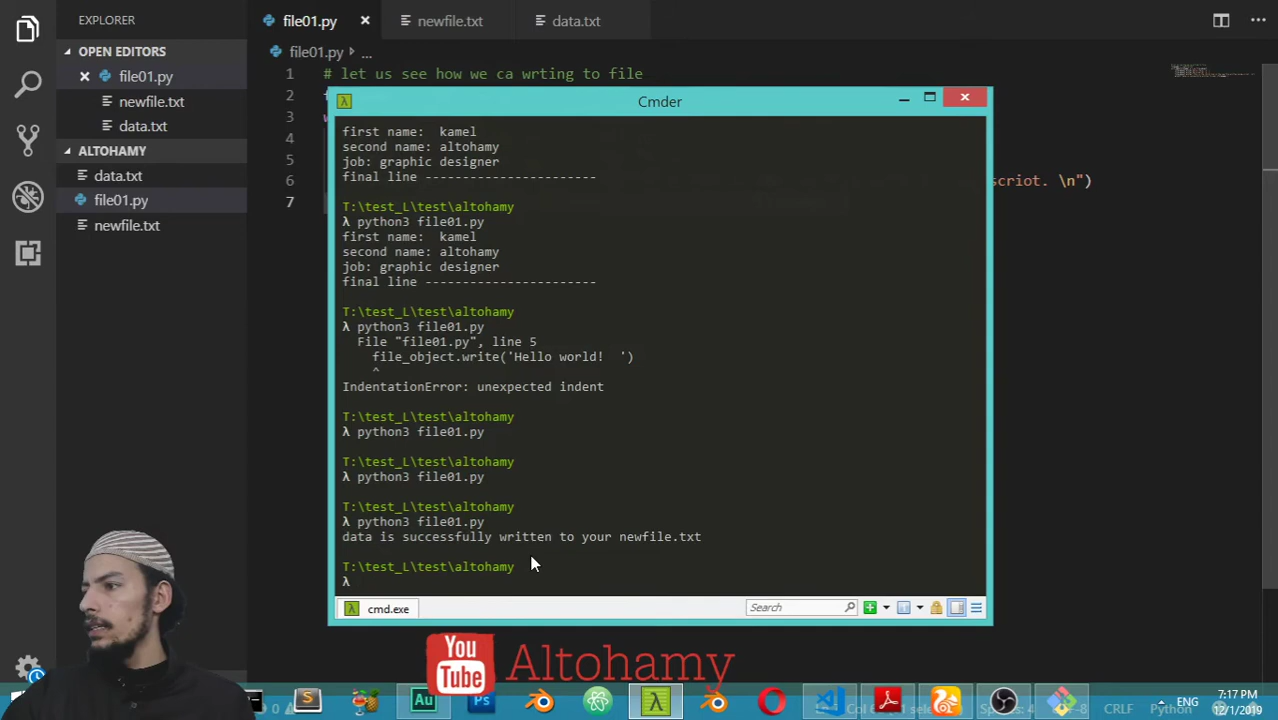 EXPLORER
file01.py
newfile.txt
data.txt
OPEN EDITORS
file01.py ...
file01.py
1 # let us see how we ca wrting to file
newfile.txt
2 f
data.txt
3 w
ALTOHAMY
4
data.txt
5
file01.py
6 scriot. \n")
newfile.txt
7
λ Cmder
first name:  kamel
second name: altohamy
job: graphic designer
final line -----------------------
T:\test_L\test\altohamy
λ python3 file01.py
first name:  kamel
second name: altohamy
job: graphic designer
final line -----------------------
T:\test_L\test\altohamy
λ python3 file01.py
File "file01.py", line 5
file_object.write('Hello world!  ')
^
IndentationError: unexpected indent
T:\test_L\test\altohamy
λ python3 file01.py
T:\test_L\test\altohamy
λ python3 file01.py
T:\test_L\test\altohamy
λ python3 file01.py
data is successfully written to your newfile.txt
T:\test_L\test\altohamy
λ
λ cmd.exe
Search
You
Tube
Altohamy
S Au Ps λ
ENG
7:17 PM
12/1/2019
UTF-8 CRLF Python